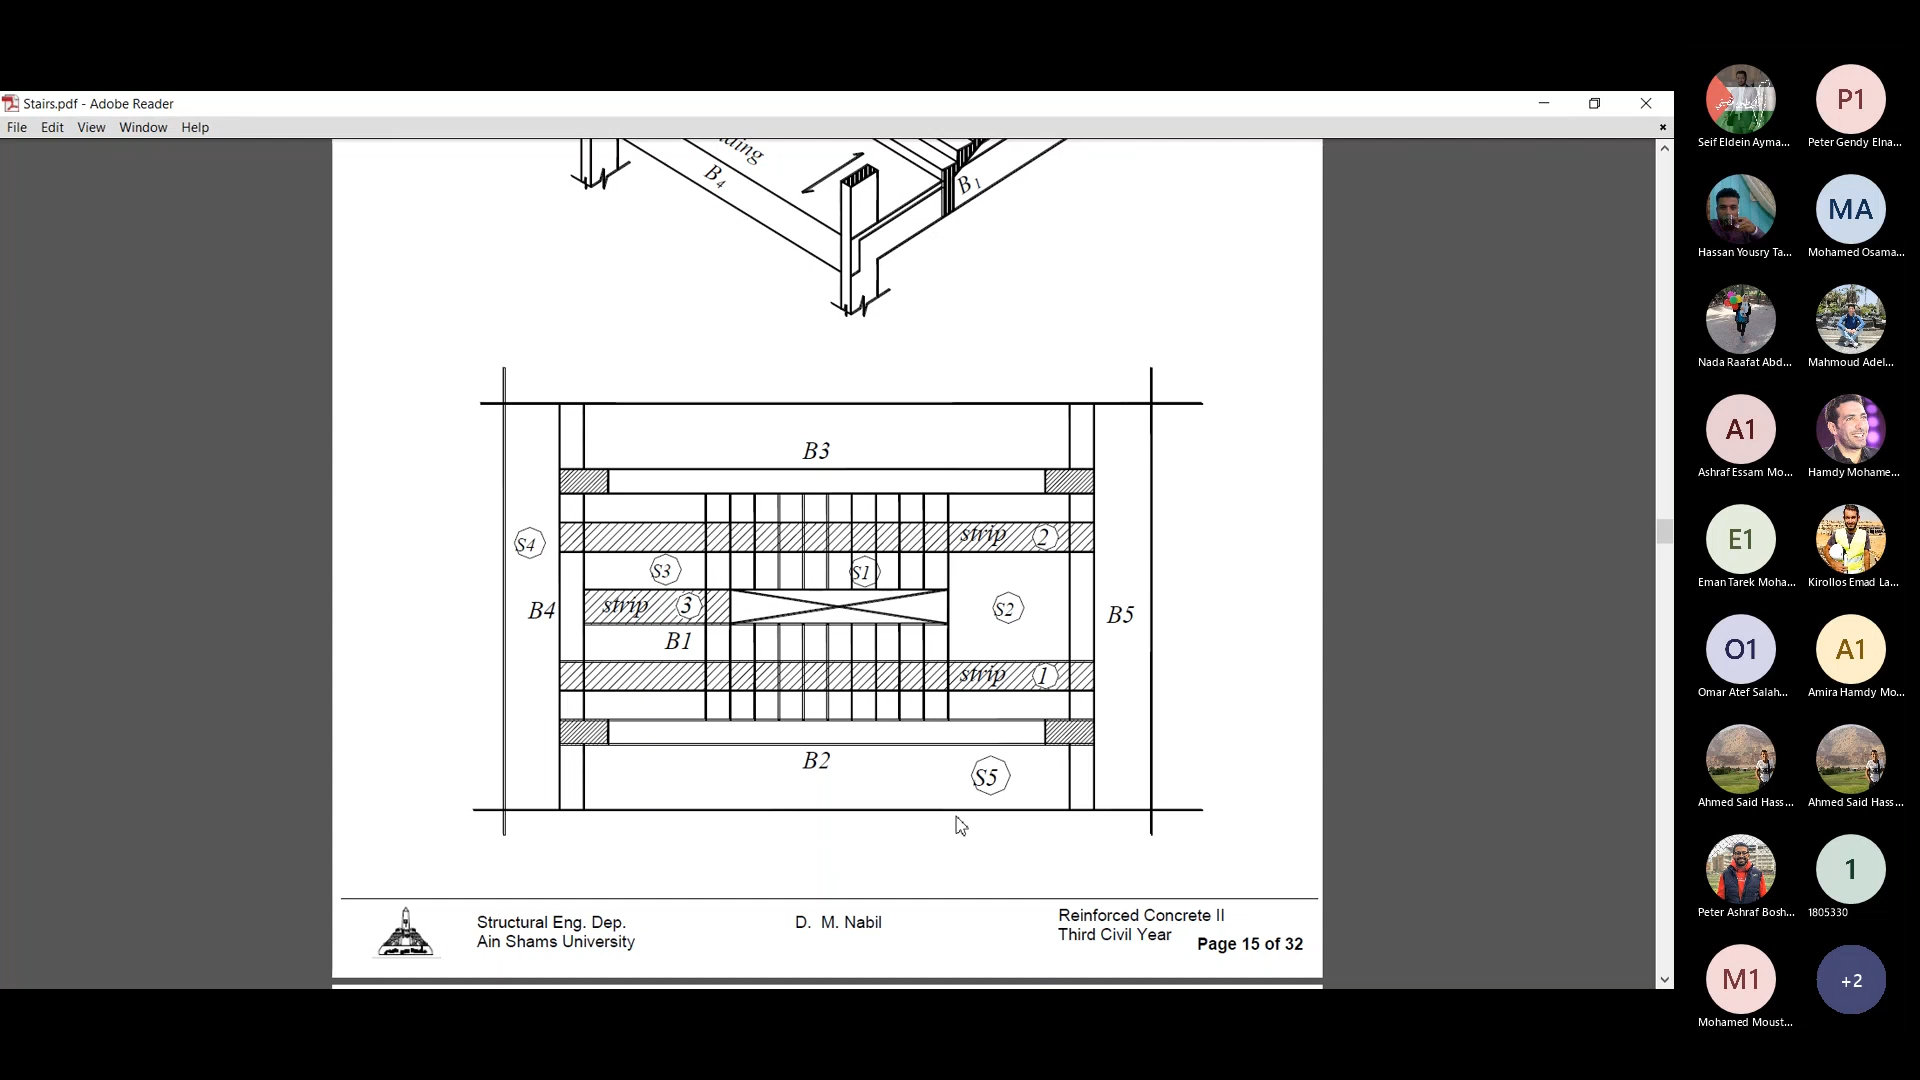 Stairs.pdf - Adobe Reader
File Edit View Window Help
B4
B1
B3
strip 2
S4
S3
S1
strip 3
S2
B4
B5
B1
strip 1
B2
S5
Structural Eng. Dep.
Ain Shams University
D. M. Nabil
Reinforced Concrete II
Third Civil Year
Page 15 of 32
Seif Eldein Ayma...
P1
Peter Gendy Elna...
Hassan Yousry Ta...
MA
Mohamed Osama...
Nada Raafat Abd...
Mahmoud Adel...
A1
Ashraf Essam Mo...
Hamdy Mohame...
E1
Eman Tarek Moha...
Kirollos Emad La...
O1
Omar Atef Salah...
A1
Amira Hamdy Mo...
Ahmed Said Hass...
Ahmed Said Hass...
Peter Ashraf Bosh...
1
1805330
M1
Mohamed Moust...
+2